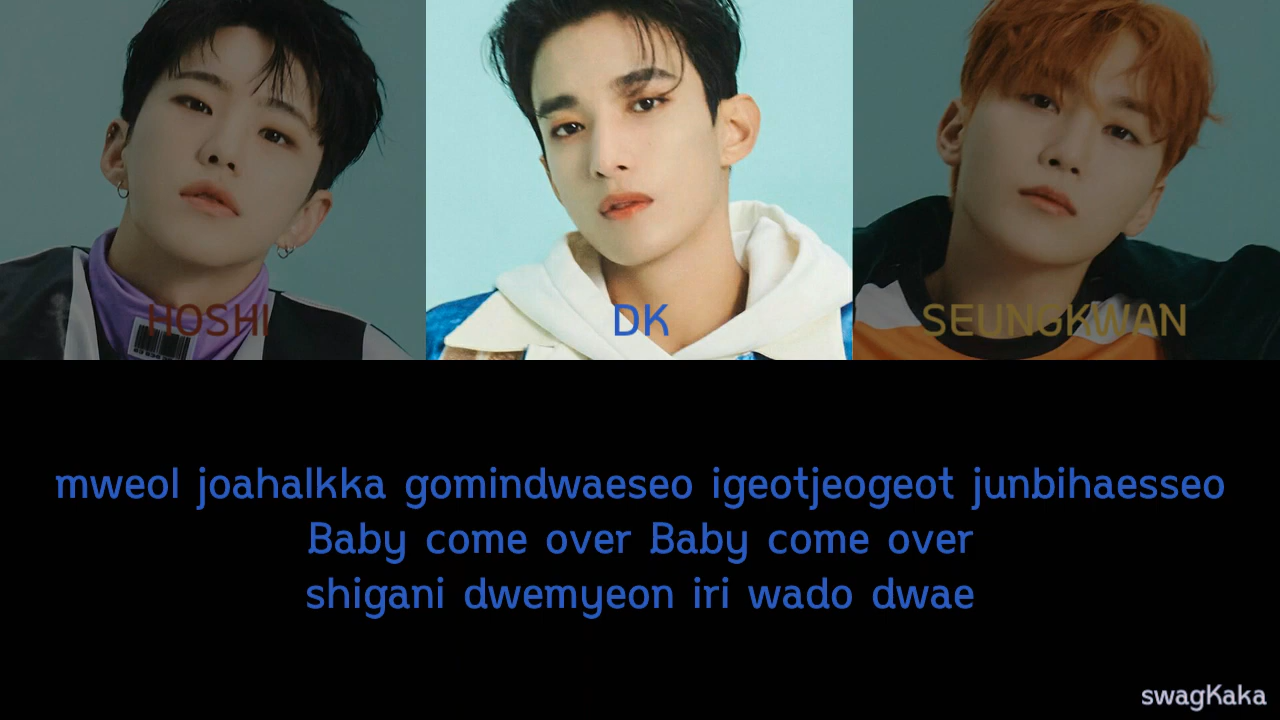 HOSHI
DK
SEUNGKWAN
mweol joahalkka gomindwaeseo igeotjeogeot junbihaesseo
Baby come over Baby come over
shigani dwemyeon iri wado dwae
swagKaka